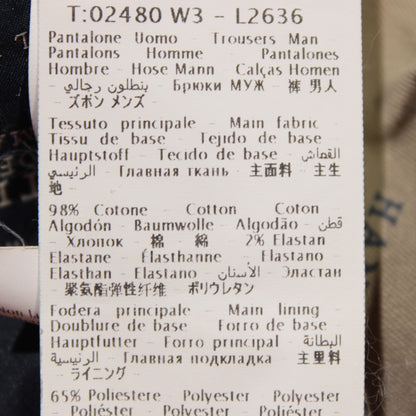 T:02480 W3 - L2636
Pantalone Uomo - Trousers Man
Pantalons Homme - Pantalones
Hombre - Hose Mann - Calças Homen
- بنطلون رجالي - Брюки МУЖ - 裤 男人
- ズボン メンズ
Tessuto principale - Main fabric -
Tissu de base - Tejido de base -
Hauptstoff - Tecido de base - القماش
الرئيسي - Главная ткань - 主面料 - 主生
地 -
98% Cotone - Cotton - Coton
Algodón - Baumwolle - Algodão - قطن
- Хлопок - 棉 - 綿 - 2% Elastan
Elastane - Élasthanne - Elastano
Elasthan - Elastano - الأستان - Эластан
- 聚氨酯弹性纤维 - ポリウレタン
Fodera principale - Main lining -
Doublure de base - Forro de base -
Hauptfutter - Forro principal - البطانة
الرئيسية - Главная подкладка - 主里料
- ライニング -
65% Poliestere - Polyester - Polyester
- Poliéster - Polyester - Poliéster